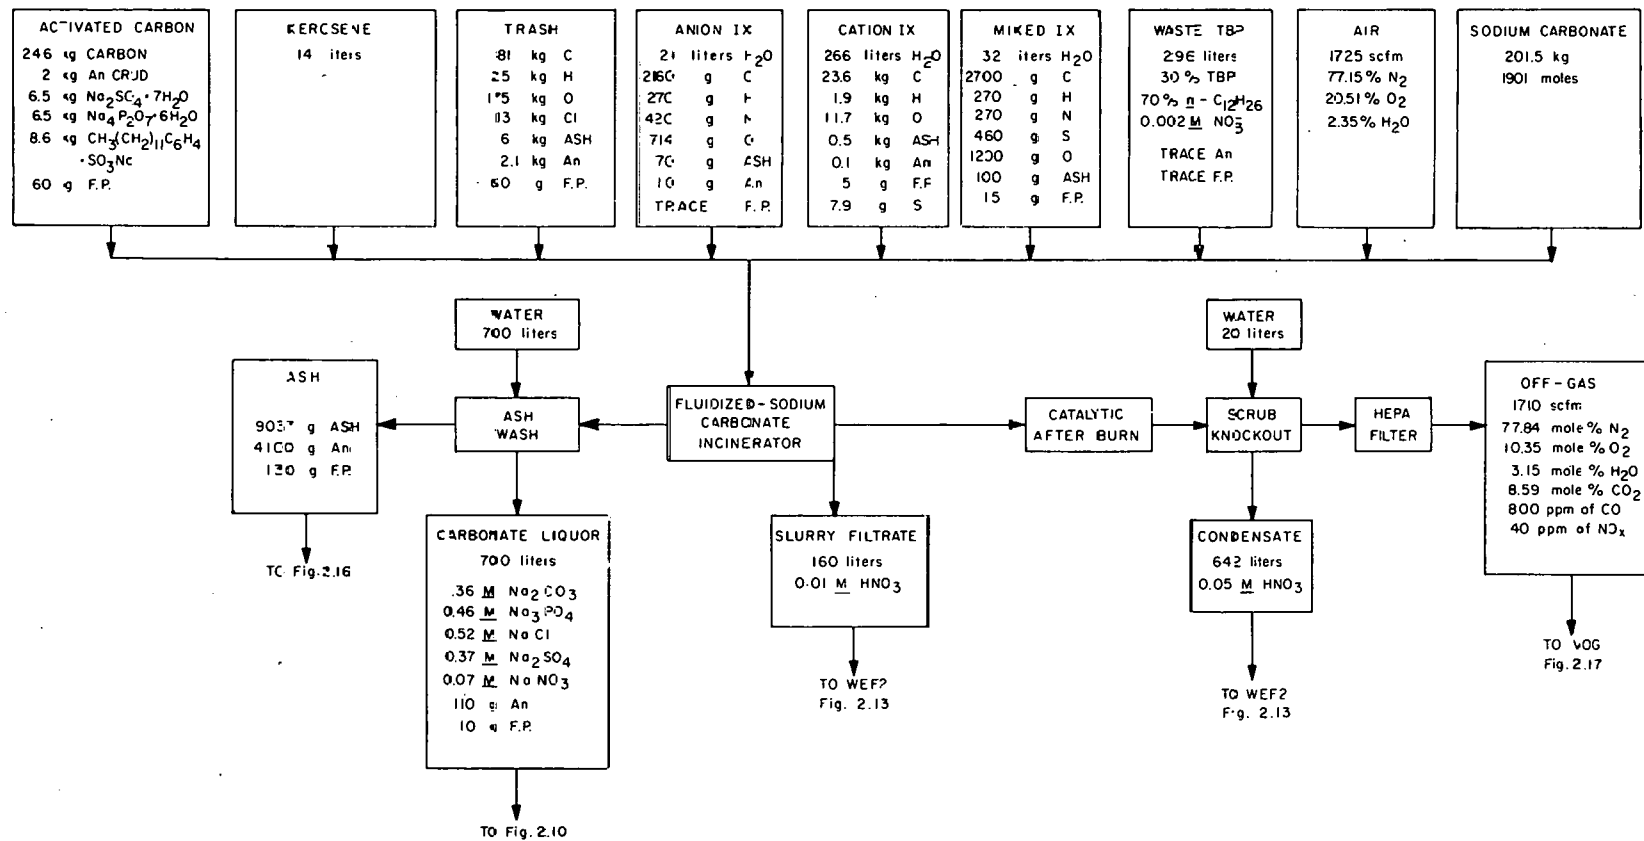 ACTIVATED CARBON
246 kg CARBON
2 kg An CRUD
6.5 kg Na2SO4·7H2O
6.5 kg Na4P2O7·6H2O
8.6 kg CH3(CH2)11C6H4
·SO3Na
60 g F.P.
KEROSENE
14 liters
TRASH
81 kg C
25 kg H
kg O
13 kg Cl
6 kg ASH
2.1 kg An
60 g F.P.
ANION IX
21 liters H2O
2160 g C
270 g H
420 g N
714 g O
70 g ASH
10 g An
TRACE F.P.
CATION IX
266 liters H2O
23.6 kg C
1.9 kg H
11.7 kg O
0.5 kg ASH
0.1 kg An
5 g F.P
7.9 g S
MIXED IX
32 liters H2O
2700 g C
270 g H
270 g N
460 g S
1200 g O
100 g ASH
15 g F.P.
WASTE TBP
296 liters
30% TBP
70% n-C12H26
0.002 M NO3-
TRACE An
TRACE F.P.
AIR
1725 scfm
77.15% N2
20.51% O2
2.35% H2O
SODIUM CARBONATE
201.5 kg
1901 moles
WATER
700 liters
WATER
20 liters
ASH
9037 g ASH
4100 g An
130 g F.P.
TO Fig.2.16
ASH
WASH
FLUIDIZED-SODIUM
CARBONATE
INCINERATOR
CATALYTIC
AFTER BURN
SCRUB
KNOCKOUT
HEPA
FILTER
OFF-GAS
1710 scfm
77.84 mole % N2
10.35 mole % O2
3.15 mole % H2O
8.59 mole % CO2
800 ppm of CO
40 ppm of NOx
TO VOG
Fig.2.17
CARBONATE LIQUOR
700 liters
.36 M Na2CO3
0.46 M Na3PO4
0.52 M NaCl
0.37 M Na2SO4
0.07 M NaNO3
110 g An
10 g F.P.
TO Fig. 2.10
SLURRY FILTRATE
160 liters
0.01 M HNO3
TO WEF2
Fig. 2.13
CONDENSATE
642 liters
0.05 M HNO3
TO WEF2
Fig. 2.13